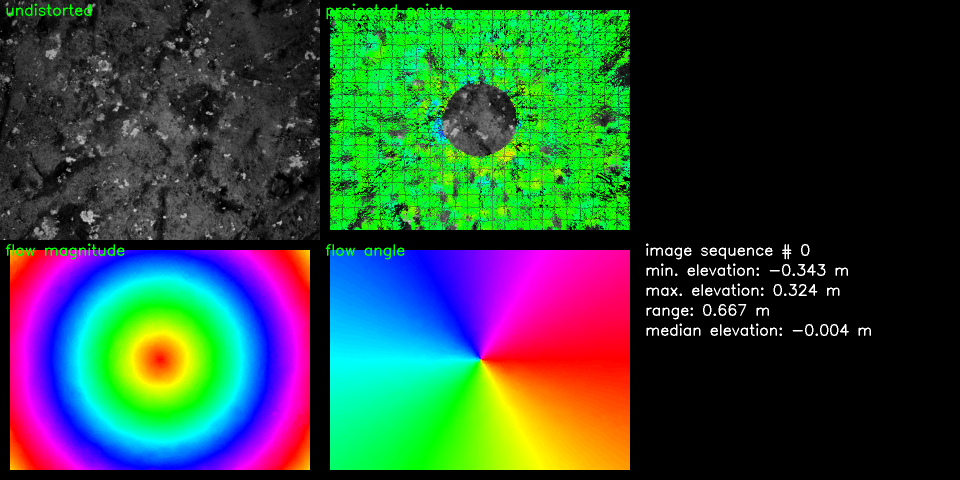 undistorted
projected points
flow magnitude
flow angle
image sequence # 0
min. elevation: −0.343 m
max. elevation: 0.324 m
range: 0.667 m
median elevation: −0.004 m